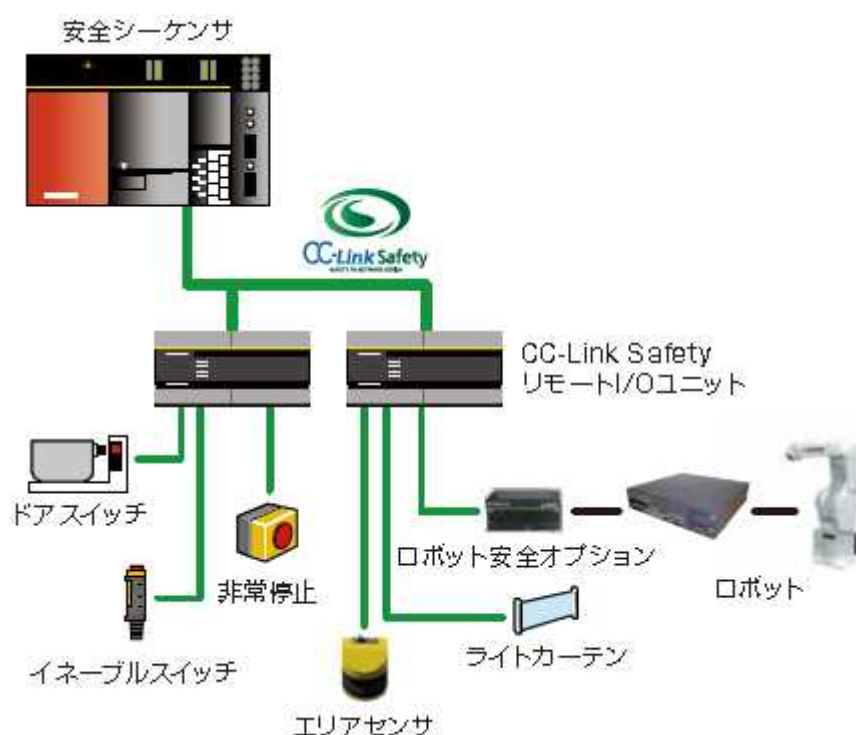 安全シーケンサ
CC-Link Safety
CC-Link Safety
リモートI/Oユニット
ドアスイッチ
非常停止
ロボット安全オプション
ロボット
イネーブルスイッチ
ライトカーテン
エリアセンサ